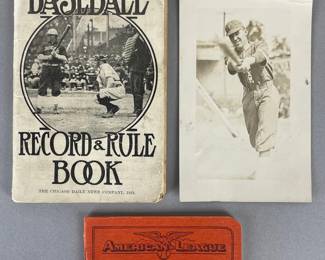 BASEBALL
RECORD & RULE
BOOK
THE CHICAGO DAILY NEWS COMPANY,
AMERICAN LEAGUE